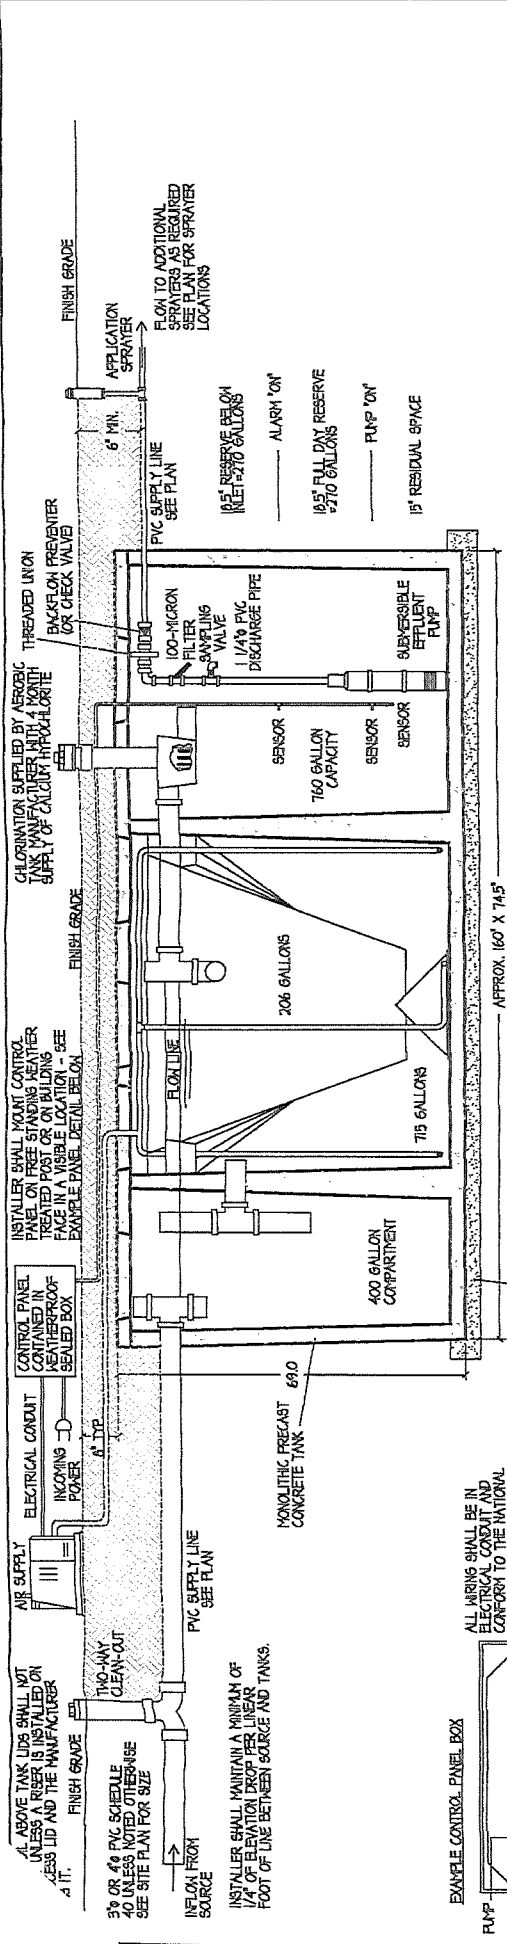 IL ABOVE TANK LIDS SHALL NOT
UNLESS A RISER IS INSTALLED ON
CESS LID AND THE MANUFACTURER
IT.
FINISH GRADE
TWO-WAY
CLEAN-OUT
3"Ø OR 4"Ø PVC SCHEDULE
40 UNLESS NOTED OTHERWISE
SEE SITE PLAN FOR SIZE
INFLOW FROM
SOURCE
INSTALLER SHALL MAINTAIN A MINIMUM OF
1/4" OF ELEVATION DROP PER LINEAR
FOOT OF LINE BETWEEN SOURCE AND TANKS.
AIR SUPPLY
ELECTRICAL CONDUIT
INCOMING
POWER
6" TYP.
CONTROL PANEL
CONTAINED IN
WEATHERPROOF
SEALED BOX
PVC SUPPLY LINE
SEE PLAN
MONOLITHIC PRECAST
CONCRETE TANK
69.0
INSTALLER SHALL MOUNT CONTROL
PANEL ON FREE STANDING WEATHER
TREATED POST OR ON BUILDING
FACE IN A VISIBLE LOCATION - SEE
EXAMPLE PANEL DETAIL BELOW
400 GALLON
COMPARTMENT
FLOW LINE
715 GALLONS
206 GALLONS
FINISH GRADE
CHLORINATION SUPPLIED BY AEROBIC
TANK MANUFACTURER WITH 4 MONTH
SUPPLY OF CALCIUM HYPOCHLORITE
THREADED UNION
BACKFLOW PREVENTER
(OR CHECK VALVE)
100-MICRON
FILTER
SAMPLING
VALVE
1 1/4"Ø PVC
DISCHARGE PIPE
SENSOR
760 GALLON
CAPACITY
SENSOR
SENSOR
SUBMERSIBLE
EFFLUENT
PUMP
PVC SUPPLY LINE
SEE PLAN
6" MIN.
APPLICATION
SPRAYER
FINISH GRADE
FLOW TO ADDITIONAL
SPRAYERS AS REQUIRED
SEE PLAN FOR SPRAYER
LOCATIONS
18.5" RESERVE BELOW
INLET=270 GALLONS
ALARM "ON"
18.5" FULL DAY RESERVE
=270 GALLONS
PUMP "ON"
15" RESIDUAL SPACE
APPROX. 160" X 74.5"
EXAMPLE CONTROL PANEL BOX
PUMP
ALL WIRING SHALL BE IN
ELECTRICAL CONDUIT AND
CONFORM TO THE NATIONAL